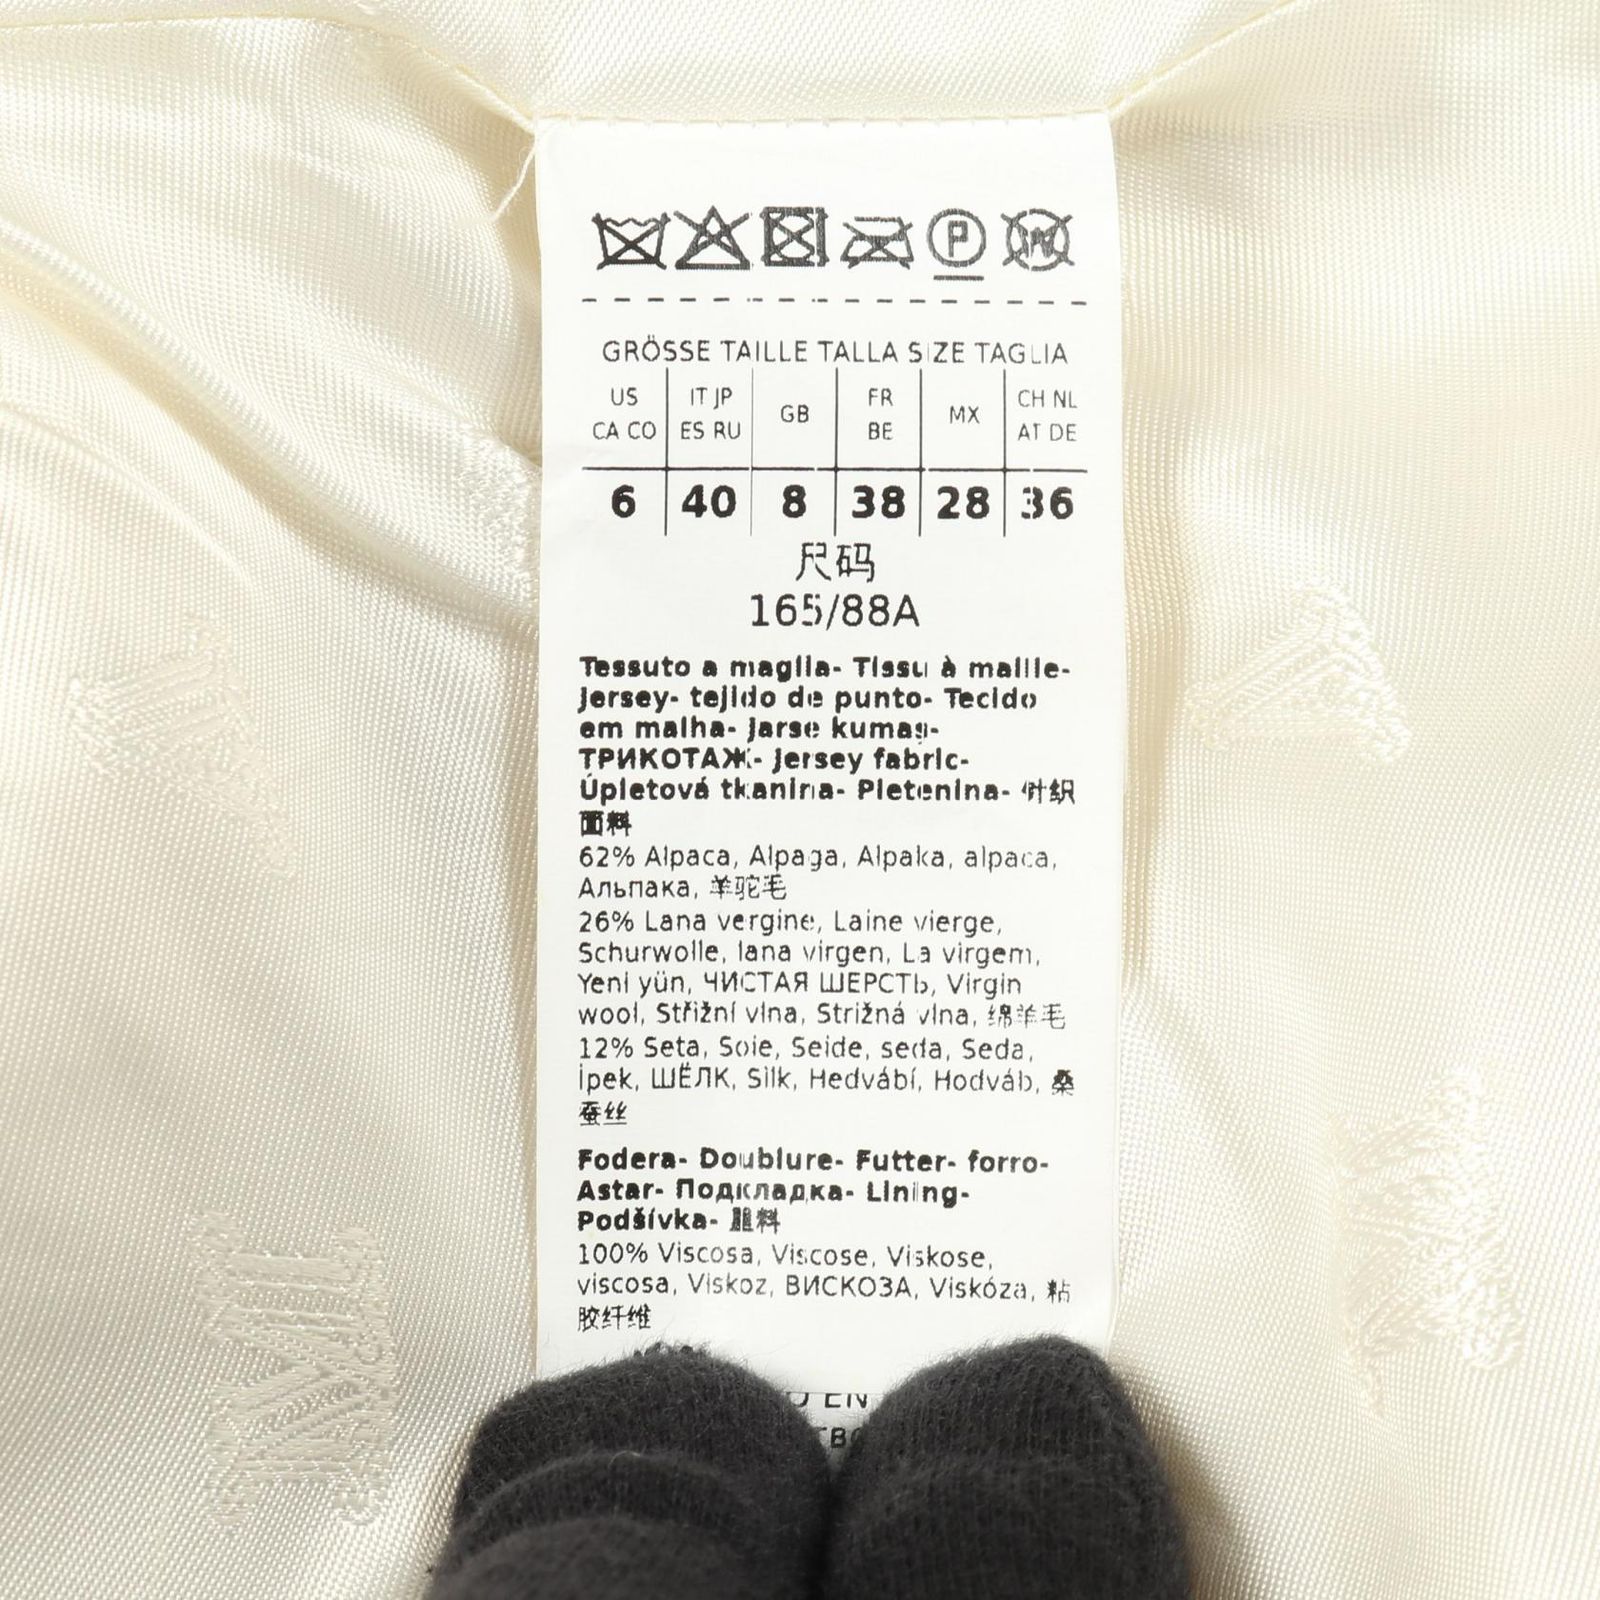 P
W
GRÖSSE TAILLE TALLA SIZE TAGLIA
US CA CO IT JP ES RU GB FR BE MX CH NL AT DE
6 40 8 38 28 36
尺码
165/88A
Tessuto a maglia- Tissu à maille-
Jersey- tejido de punto- Tecido
em malha- Jarse kumaş-
ТРИКОТАЖ- Jersey fabric-
Úpletová tkanina- Pletenina- 针织
面料
62% Alpaca, Alpaga, Alpaka, alpaca,
Альпака, 羊驼毛
26% Lana vergine, Laine vierge,
Schurwolle, lana virgen, La virgem,
Yeni yün, ЧИСТАЯ ШЕРСТЬ, Virgin
wool, Střižní vlna, Strižná vlna, 绵羊毛
12% Seta, Soie, Seide, seda, Seda,
İpek, ШЁЛК, Silk, Hedvábí, Hodváb, 桑
蚕丝
Fodera- Doublure- Futter- forro-
Astar- Подкладка- Lining-
Podšívka- 里料
100% Viscosa, Viscose, Viskose,
viscosa, Viskoz, ВИСКОЗА, Viskóza, 粘
胶纤维
EN